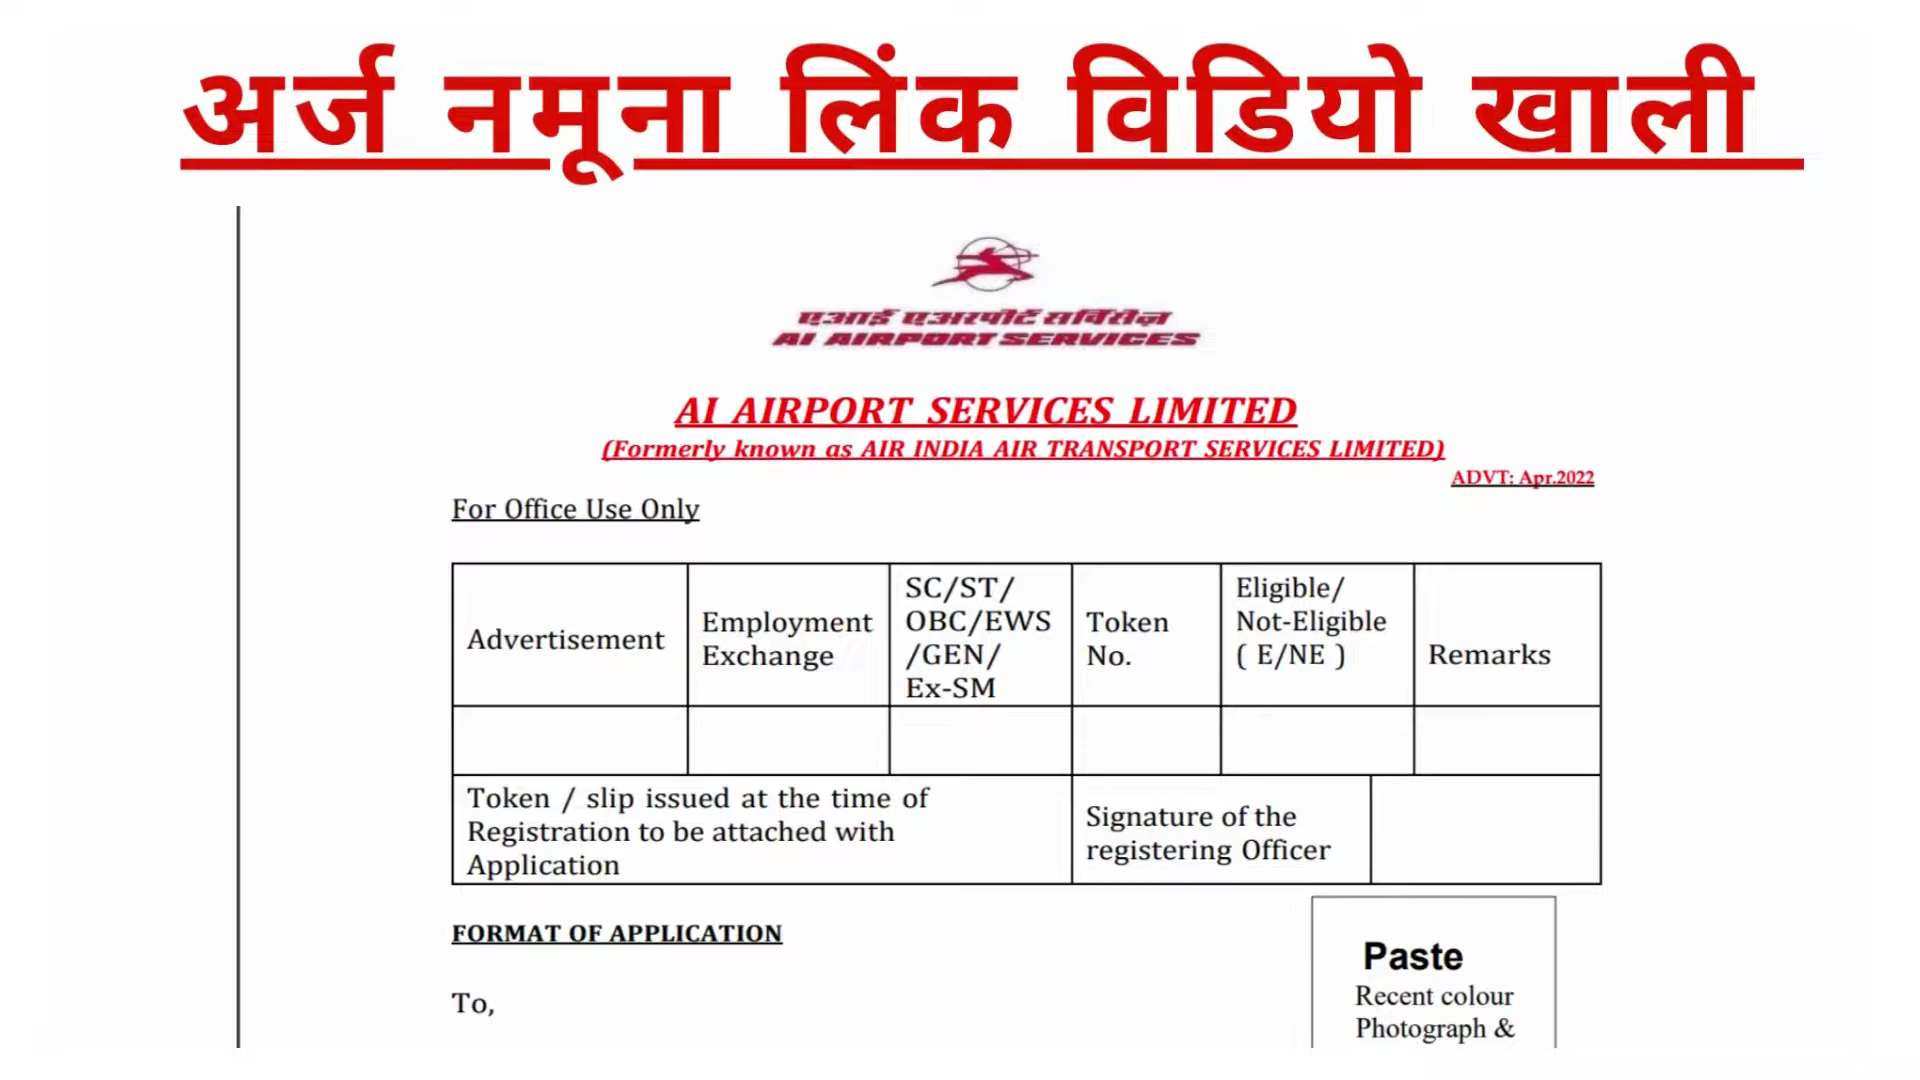 अर्ज नमूना लिंक विडियो खाली
एआई एअरपोर्ट सर्विसेज़
AI AIRPORT SERVICES
AI AIRPORT SERVICES LIMITED
(Formerly known as AIR INDIA AIR TRANSPORT SERVICES LIMITED)
ADVT: Apr.2022
For Office Use Only
Advertisement
Employment
Exchange
SC/ST/
OBC/EWS
/GEN/
Ex-SM
Token
No.
Eligible/
Not-Eligible
( E/NE )
Remarks
Token / slip issued at the time of
Registration to be attached with
Application
Signature of the
registering Officer
FORMAT OF APPLICATION
To,
Paste
Recent colour
Photograph &